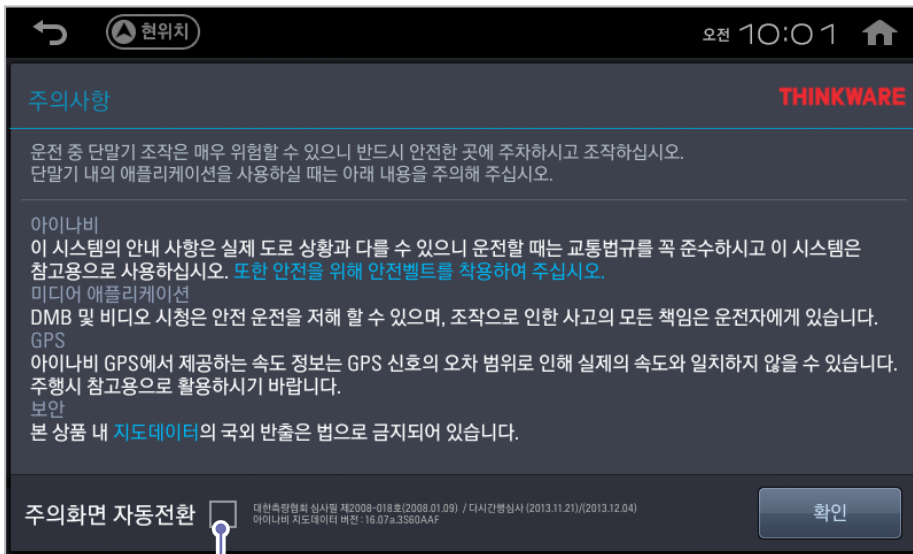 현위치
오전 10:01
주의사항
THINKWARE
운전 중 단말기 조작은 매우 위험할 수 있으니 반드시 안전한 곳에 주차하시고 조작하십시오.
단말기 내의 애플리케이션을 사용하실 때는 아래 내용을 주의해 주십시오.
아이나비
이 시스템의 안내 사항은 실제 도로 상황과 다를 수 있으니 운전할 때는 교통법규를 꼭 준수하시고 이 시스템은
참고용으로 사용하십시오. 또한 안전을 위해 안전벨트를 착용하여 주십시오.
미디어 애플리케이션
DMB 및 비디오 시청은 안전 운전을 저해 할 수 있으며, 조작으로 인한 사고의 모든 책임은 운전자에게 있습니다.
GPS
아이나비 GPS에서 제공하는 속도 정보는 GPS 신호의 오차 범위로 인해 실제의 속도와 일치하지 않을 수 있습니다.
주행시 참고용으로 활용하시기 바랍니다.
보안
본 상품 내 지도데이터의 국외 반출은 법으로 금지되어 있습니다.
주의화면 자동전환
대한측량협회 심사필 제2008-018호(2008.01.09) / 다시간행심사 (2013.11.21)/(2013.12.04)
아이나비 지도데이터 버전 : 16.07a.3S60AAF
확인